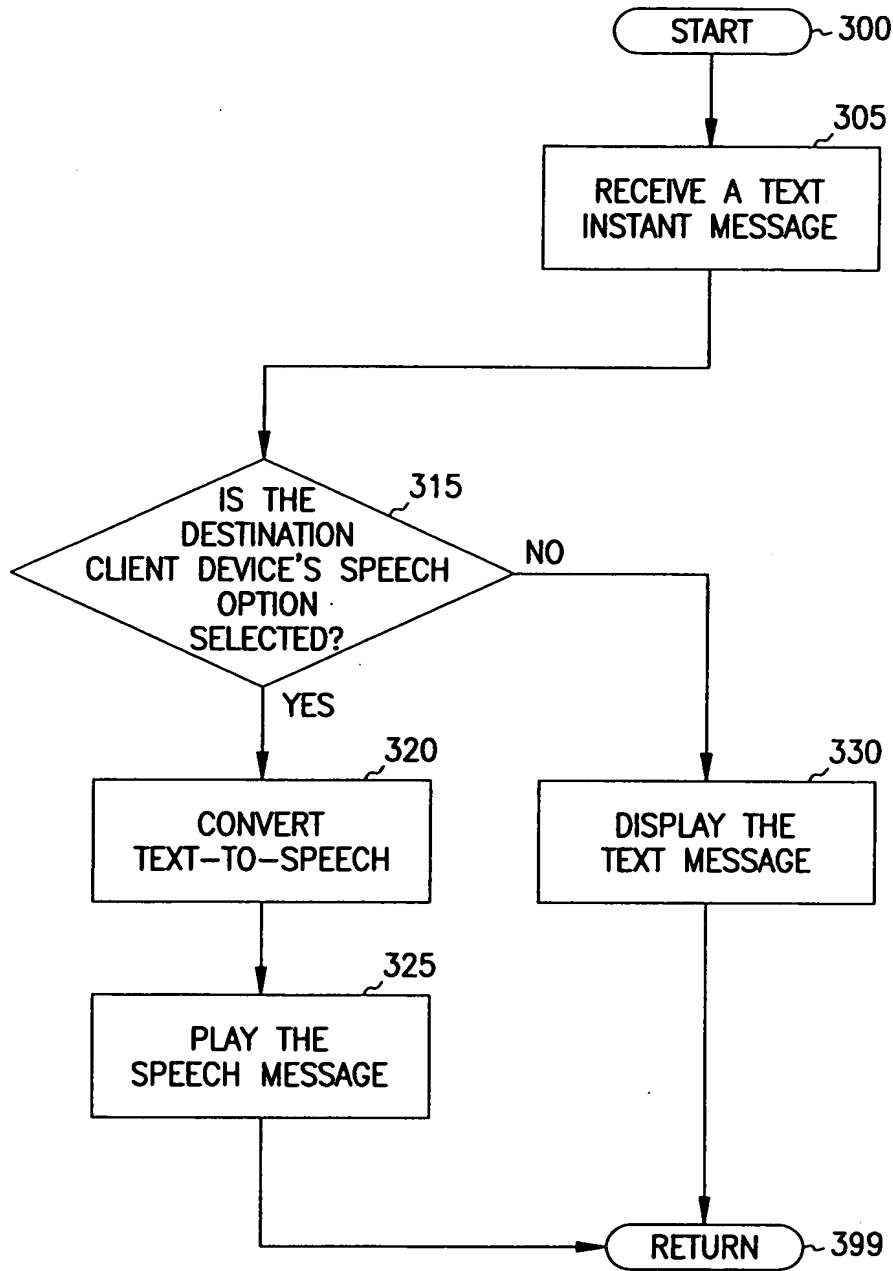 START
300
305
RECEIVE A TEXT
INSTANT MESSAGE
315
IS THE
DESTINATION
CLIENT DEVICE'S SPEECH
OPTION
SELECTED?
NO
YES
320
CONVERT
TEXT-TO-SPEECH
330
DISPLAY THE
TEXT MESSAGE
325
PLAY THE
SPEECH MESSAGE
RETURN
399